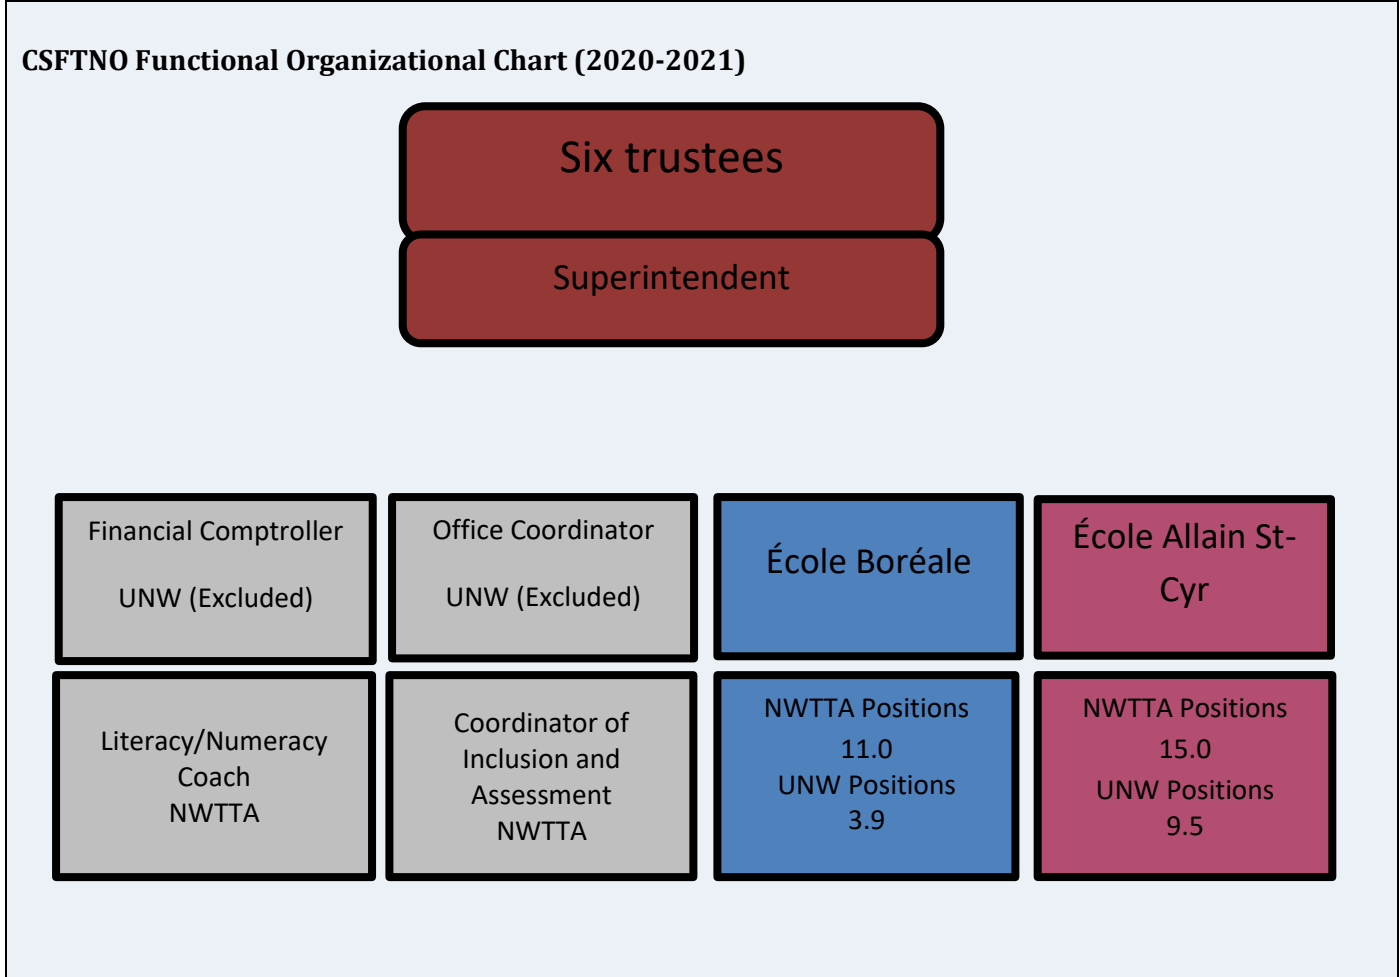 CSFTNO Functional Organizational Chart (2020-2021)
Six trustees
Superintendent
Financial Comptroller
UNW (Excluded)
Office Coordinator
UNW (Excluded)
École Boréale
École Allain St-
Cyr
Literacy/Numeracy
Coach
NWTTA
Coordinator of
Inclusion and
Assessment
NWTTA
NWTTA Positions
11.0
UNW Positions
3.9
NWTTA Positions
15.0
UNW Positions
9.5